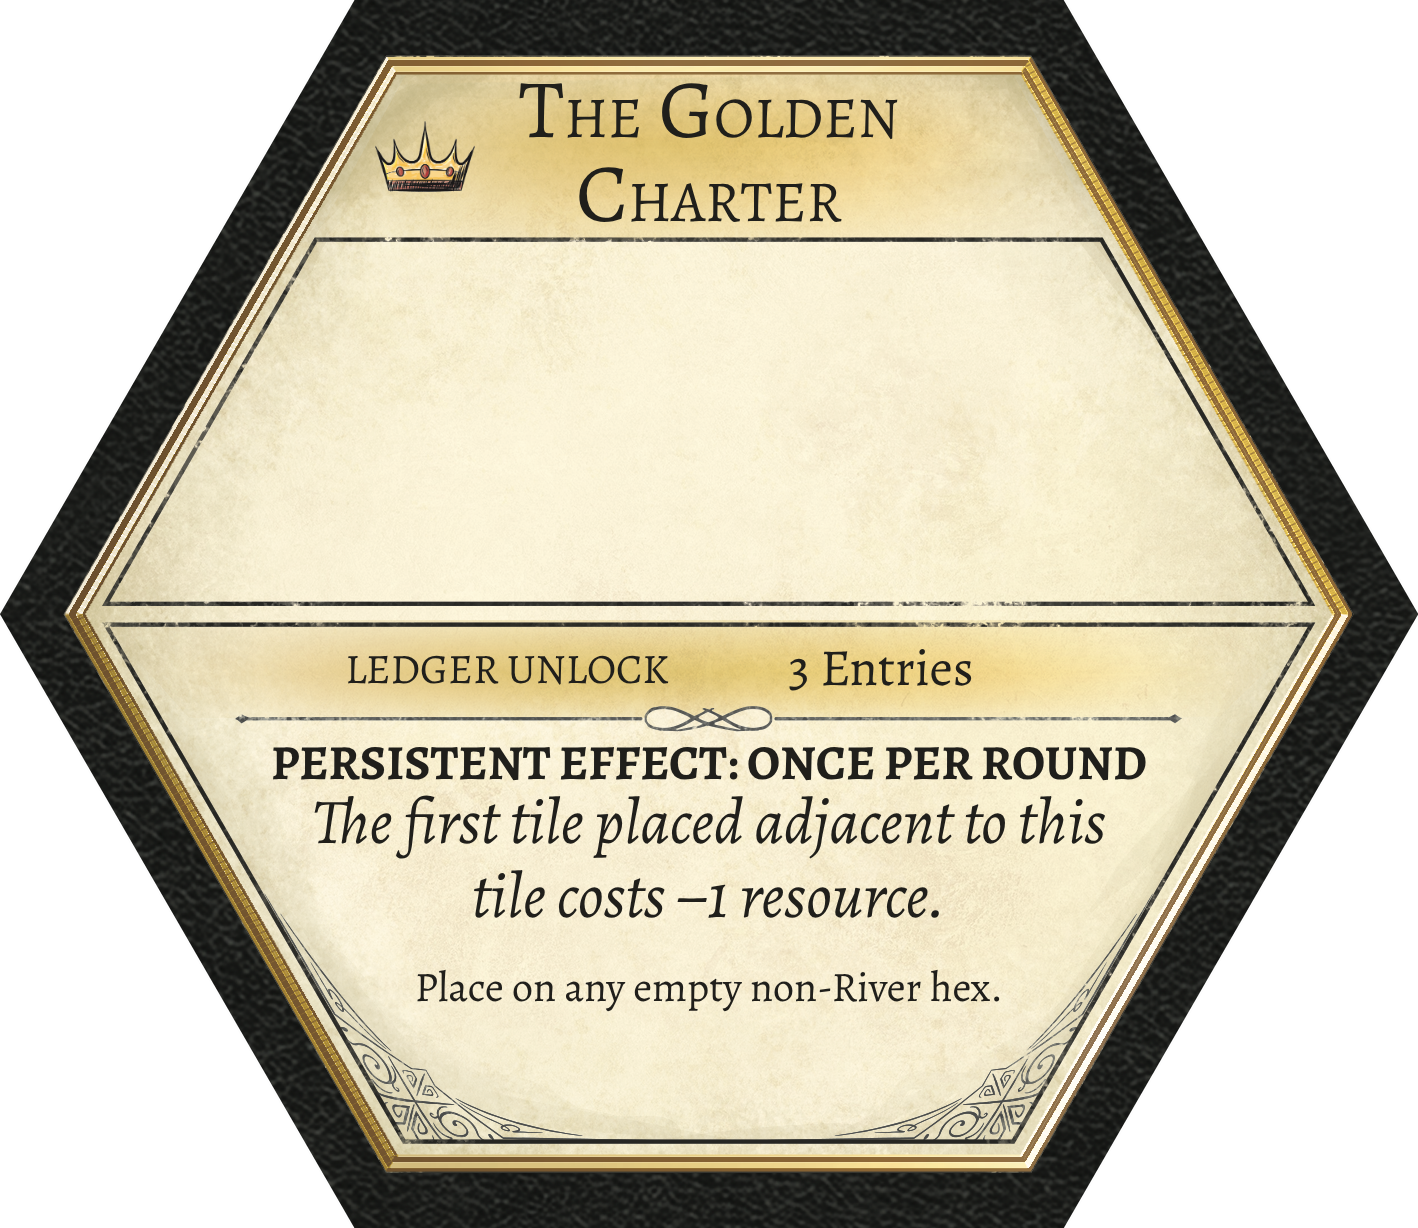 The Golden
Charter
LEDGER UNLOCK 3 Entries
PERSISTENT EFFECT: ONCE PER ROUND
The first tile placed adjacent to this
tile costs –1 resource.
Place on any empty non-River hex.